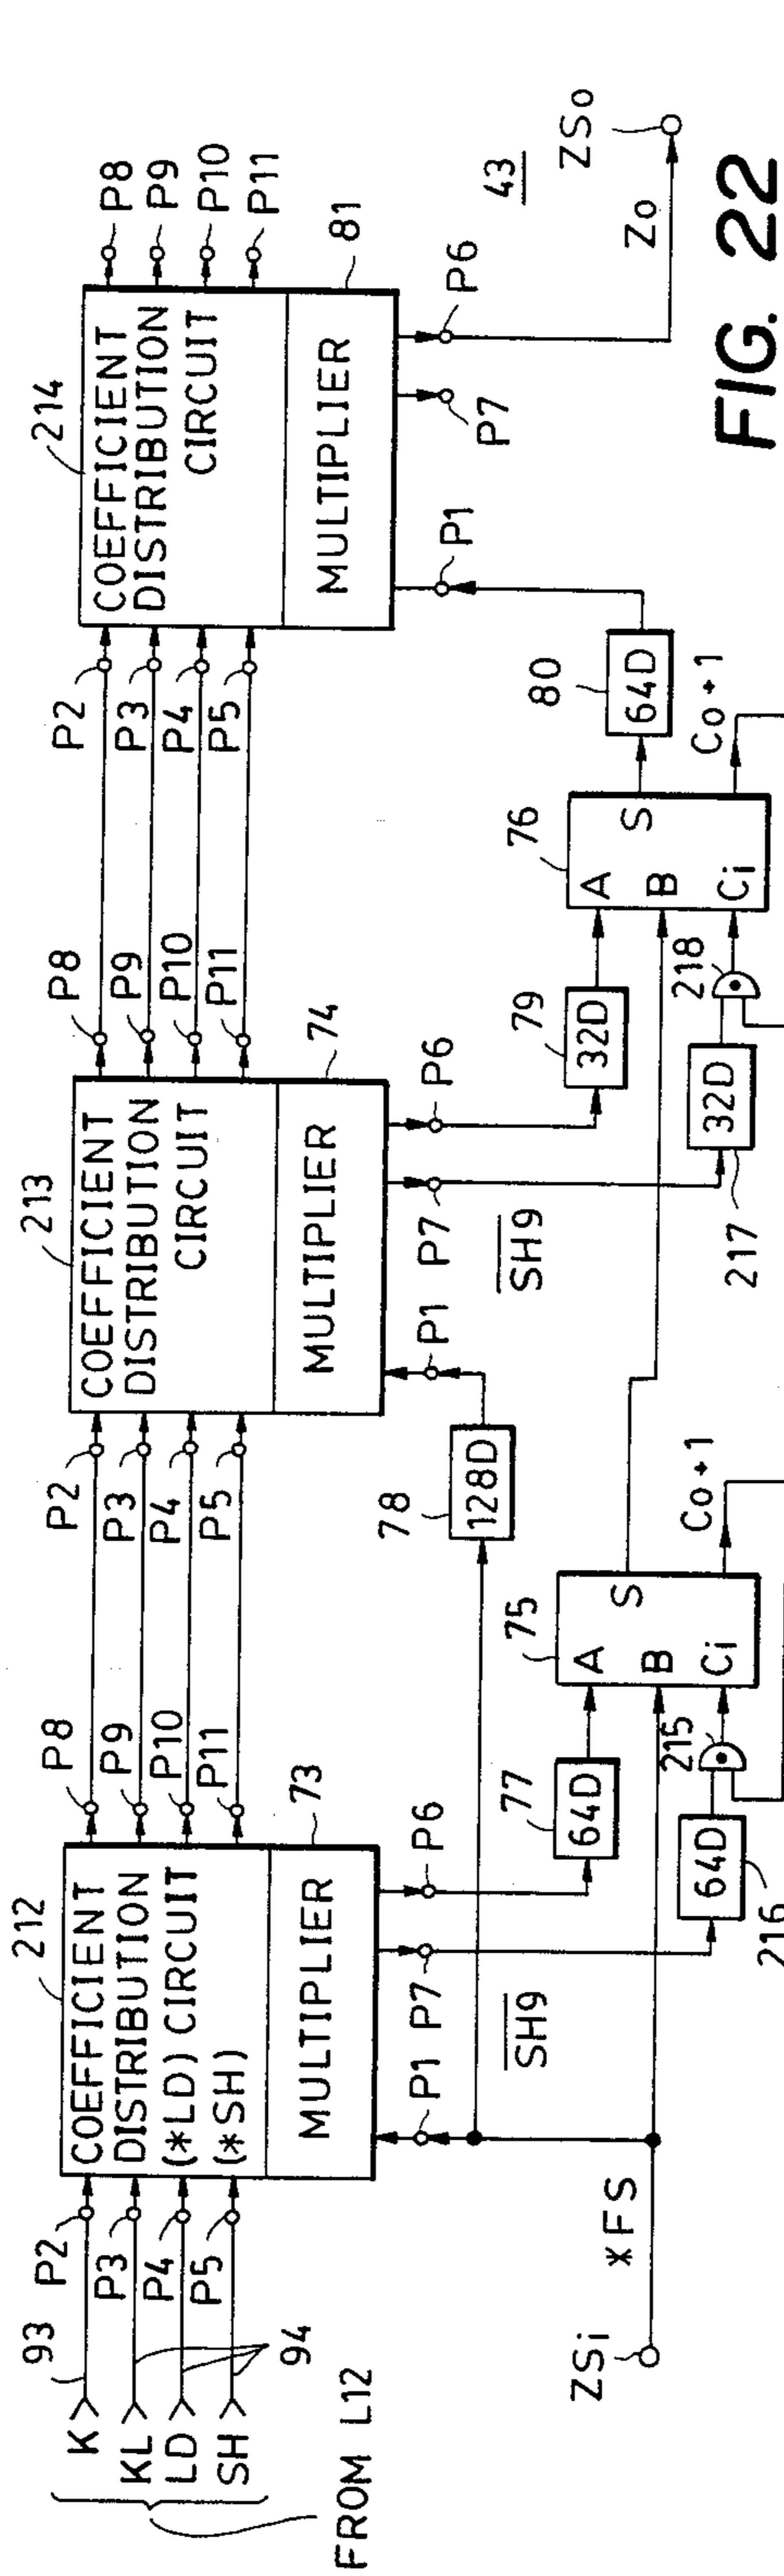 93
K
KL
LD
SH
94
FROM L12
P2
P3
P4
P5
212
COEFFICIENT
DISTRIBUTION
(*LD) CIRCUIT
(*SH)
MULTIPLIER
73
P8
P9
P10
P11
P2
P3
P4
P5
213
COEFFICIENT
DISTRIBUTION
CIRCUIT
MULTIPLIER
74
P8
P9
P10
P11
P2
P3
P4
P5
214
COEFFICIENT
DISTRIBUTION
CIRCUIT
MULTIPLIER
81
P8
P9
P10
P11
P1
P7
P6
SH9
78
128D
P1
P7
P6
SH9
P1
P7
P6
43
ZSo
Zo
ZSi
*FS
77
64D
216
64D
215
75
A
B
Ci
S
Co+1
79
32D
217
32D
218
76
A
B
Ci
S
Co+1
80
64D
FIG. 22